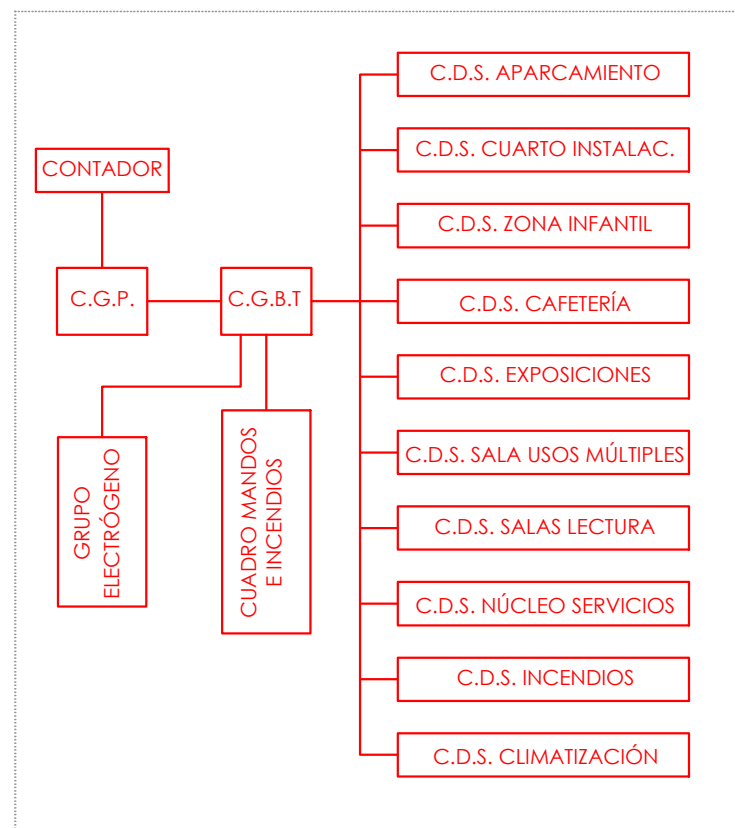 CONTADOR
C.G.P.
C.G.B.T
GRUPO
ELECTRÓGENO
CUADRO MANDOS
E INCENDIOS
C.D.S. APARCAMIENTO
C.D.S. CUARTO INSTALAC.
C.D.S. ZONA INFANTIL
C.D.S. CAFETERÍA
C.D.S. EXPOSICIONES
C.D.S. SALA USOS MÚLTIPLES
C.D.S. SALAS LECTURA
C.D.S. NÚCLEO SERVICIOS
C.D.S. INCENDIOS
C.D.S. CLIMATIZACIÓN